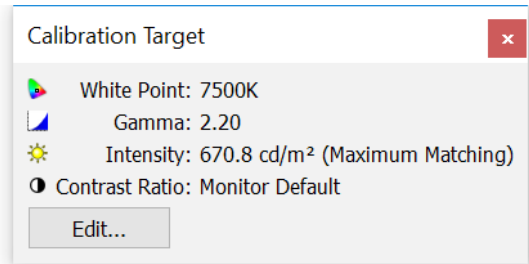 Calibration Target
x
White Point: 7500K
Gamma: 2.20
Intensity: 670.8 cd/m² (Maximum Matching)
Contrast Ratio: Monitor Default
Edit...